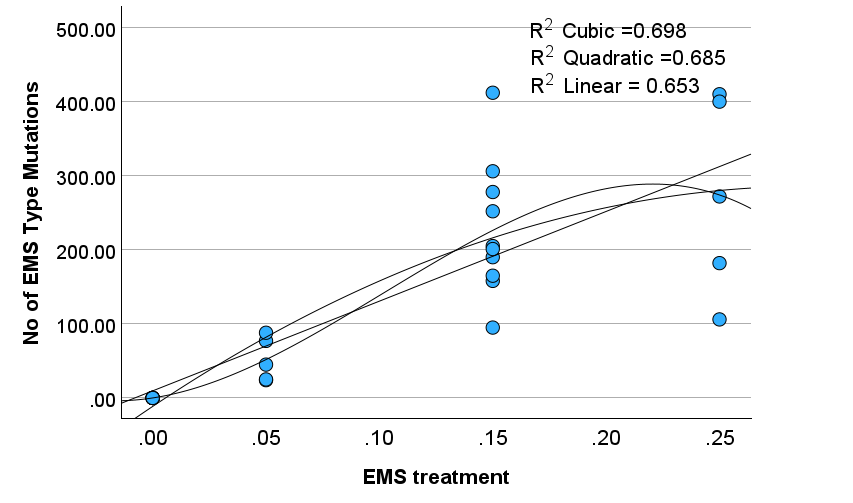 500.00
R² Cubic =0.698
R² Quadratic =0.685
R² Linear = 0.653
400.00
300.00
200.00
100.00
.00
No of EMS Type Mutations
.00 .05 .10 .15 .20 .25
EMS treatment